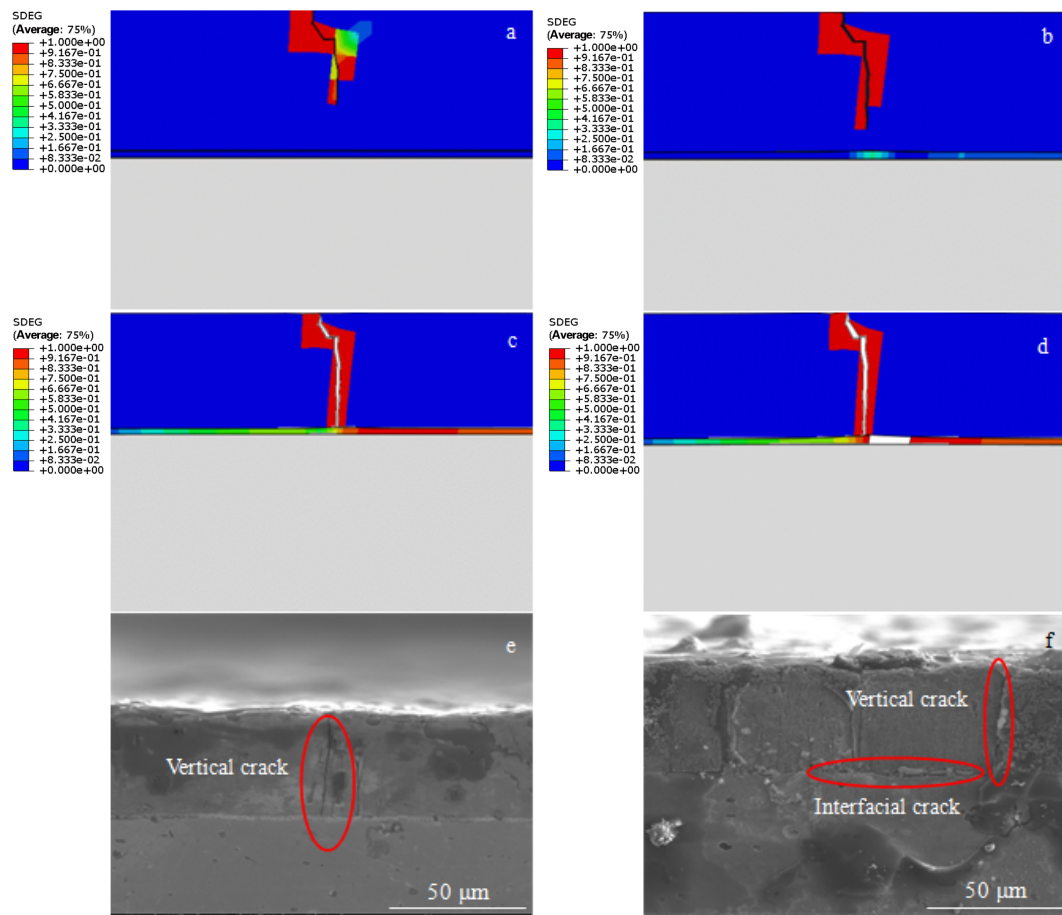 SDEG
(Average: 75%)
+1.000e+00
+9.167e-01
+8.333e-01
+7.500e-01
+6.667e-01
+5.833e-01
+5.000e-01
+4.167e-01
+3.333e-01
+2.500e-01
+1.667e-01
+8.333e-02
+0.000e+00
a
SDEG
(Average: 75%)
+1.000e+00
+9.167e-01
+8.333e-01
+7.500e-01
+6.667e-01
+5.833e-01
+5.000e-01
+4.167e-01
+3.333e-01
+2.500e-01
+1.667e-01
+8.333e-02
+0.000e+00
b
SDEG
(Average: 75%)
+1.000e+00
+9.167e-01
+8.333e-01
+7.500e-01
+6.667e-01
+5.833e-01
+5.000e-01
+4.167e-01
+3.333e-01
+2.500e-01
+1.667e-01
+8.333e-02
+0.000e+00
c
SDEG
(Average: 75%)
+1.000e+00
+9.167e-01
+8.333e-01
+7.500e-01
+6.667e-01
+5.833e-01
+5.000e-01
+4.167e-01
+3.333e-01
+2.500e-01
+1.667e-01
+8.333e-02
+0.000e+00
d
e
Vertical crack
50 μm
f
Vertical crack
Interfacial crack
50 μm